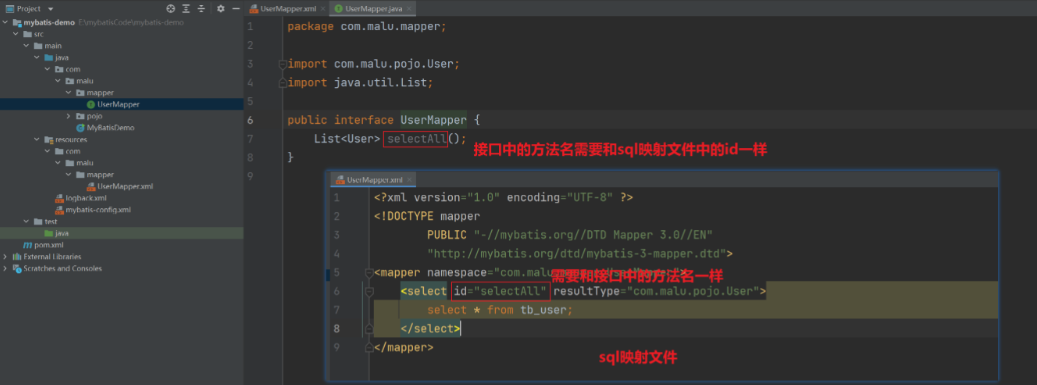 Project
UserMapper.xml
UserMapper.java
mybatis-demo E:\mybatisCode\mybatis-demo
src
main
java
com
malu
mapper
UserMapper
pojo
MyBatisDemo
resources
com
malu
mapper
UserMapper.xml
logback.xml
mybatis-config.xml
test
java
pom.xml
External Libraries
Scratches and Consoles
1 package com.malu.mapper;
2
3 import com.malu.pojo.User;
4 import java.util.List;
5
6 public interface UserMapper {
7 List<User> selectAll();
接口中的方法名需要和sql映射文件中的id一样
8 }
9
UserMapper.xml
1 <?xml version="1.0" encoding="UTF-8" ?>
2 <!DOCTYPE mapper
3 PUBLIC "-//mybatis.org//DTD Mapper 3.0//EN"
4 "http://mybatis.org/dtd/mybatis-3-mapper.dtd">
5 <mapper namespace="com.malu
需要和接口中的方法名一样
6 <select id="selectAll" resultType="com.malu.pojo.User">
7 select * from tb_user;
8 </select>
9 </mapper>
sql映射文件